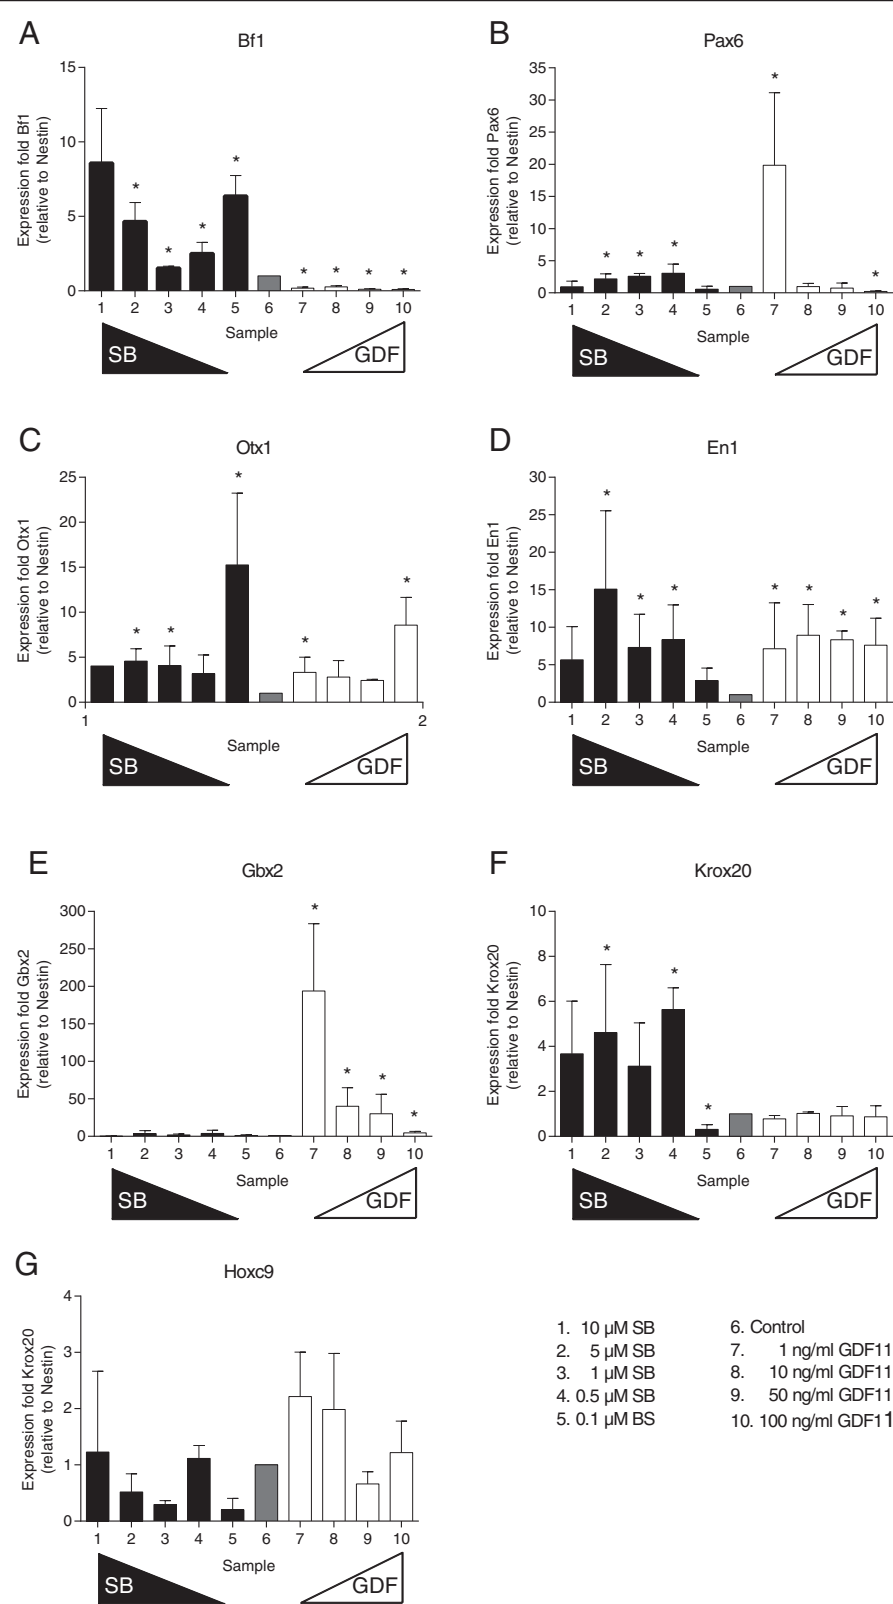 A
Bf1
Expression fold Bf1
(relative to Nestin)
15
10
5
0
1 2 3 4 5 6 7 8 9 10
* * * * * * * *
Sample
SB
GDF
B
Pax6
Expression fold Pax6
(relative to Nestin)
35
30
25
20
15
10
5
0
1 2 3 4 5 6 7 8 9 10
* * * * *
Sample
SB
GDF
C
Otx1
Expression fold Otx1
(relative to Nestin)
25
20
15
10
5
0
1 2
* * * * *
Sample
SB
GDF
D
En1
Expression fold En1
(relative to Nestin)
30
25
20
15
10
5
0
1 2 3 4 5 6 7 8 9 10
* * * * * * *
Sample
SB
GDF
E
Gbx2
Expression fold Gbx2
(relative to Nestin)
300
250
200
150
100
50
0
1 2 3 4 5 6 7 8 9 10
* * * *
Sample
SB
GDF
F
Krox20
Expression fold Krox20
(relative to Nestin)
10
8
6
4
2
0
1 2 3 4 5 6 7 8 9 10
* * *
Sample
SB
GDF
G
Hoxc9
Expression fold Krox20
(relative to Nestin)
4
3
2
1
0
1 2 3 4 5 6 7 8 9 10
Sample
SB
GDF
1. 10 µM SB
2. 5 µM SB
3. 1 µM SB
4. 0.5 µM SB
5. 0.1 µM BS
6. Control
7. 1 ng/ml GDF11
8. 10 ng/ml GDF11
9. 50 ng/ml GDF11
10. 100 ng/ml GDF11